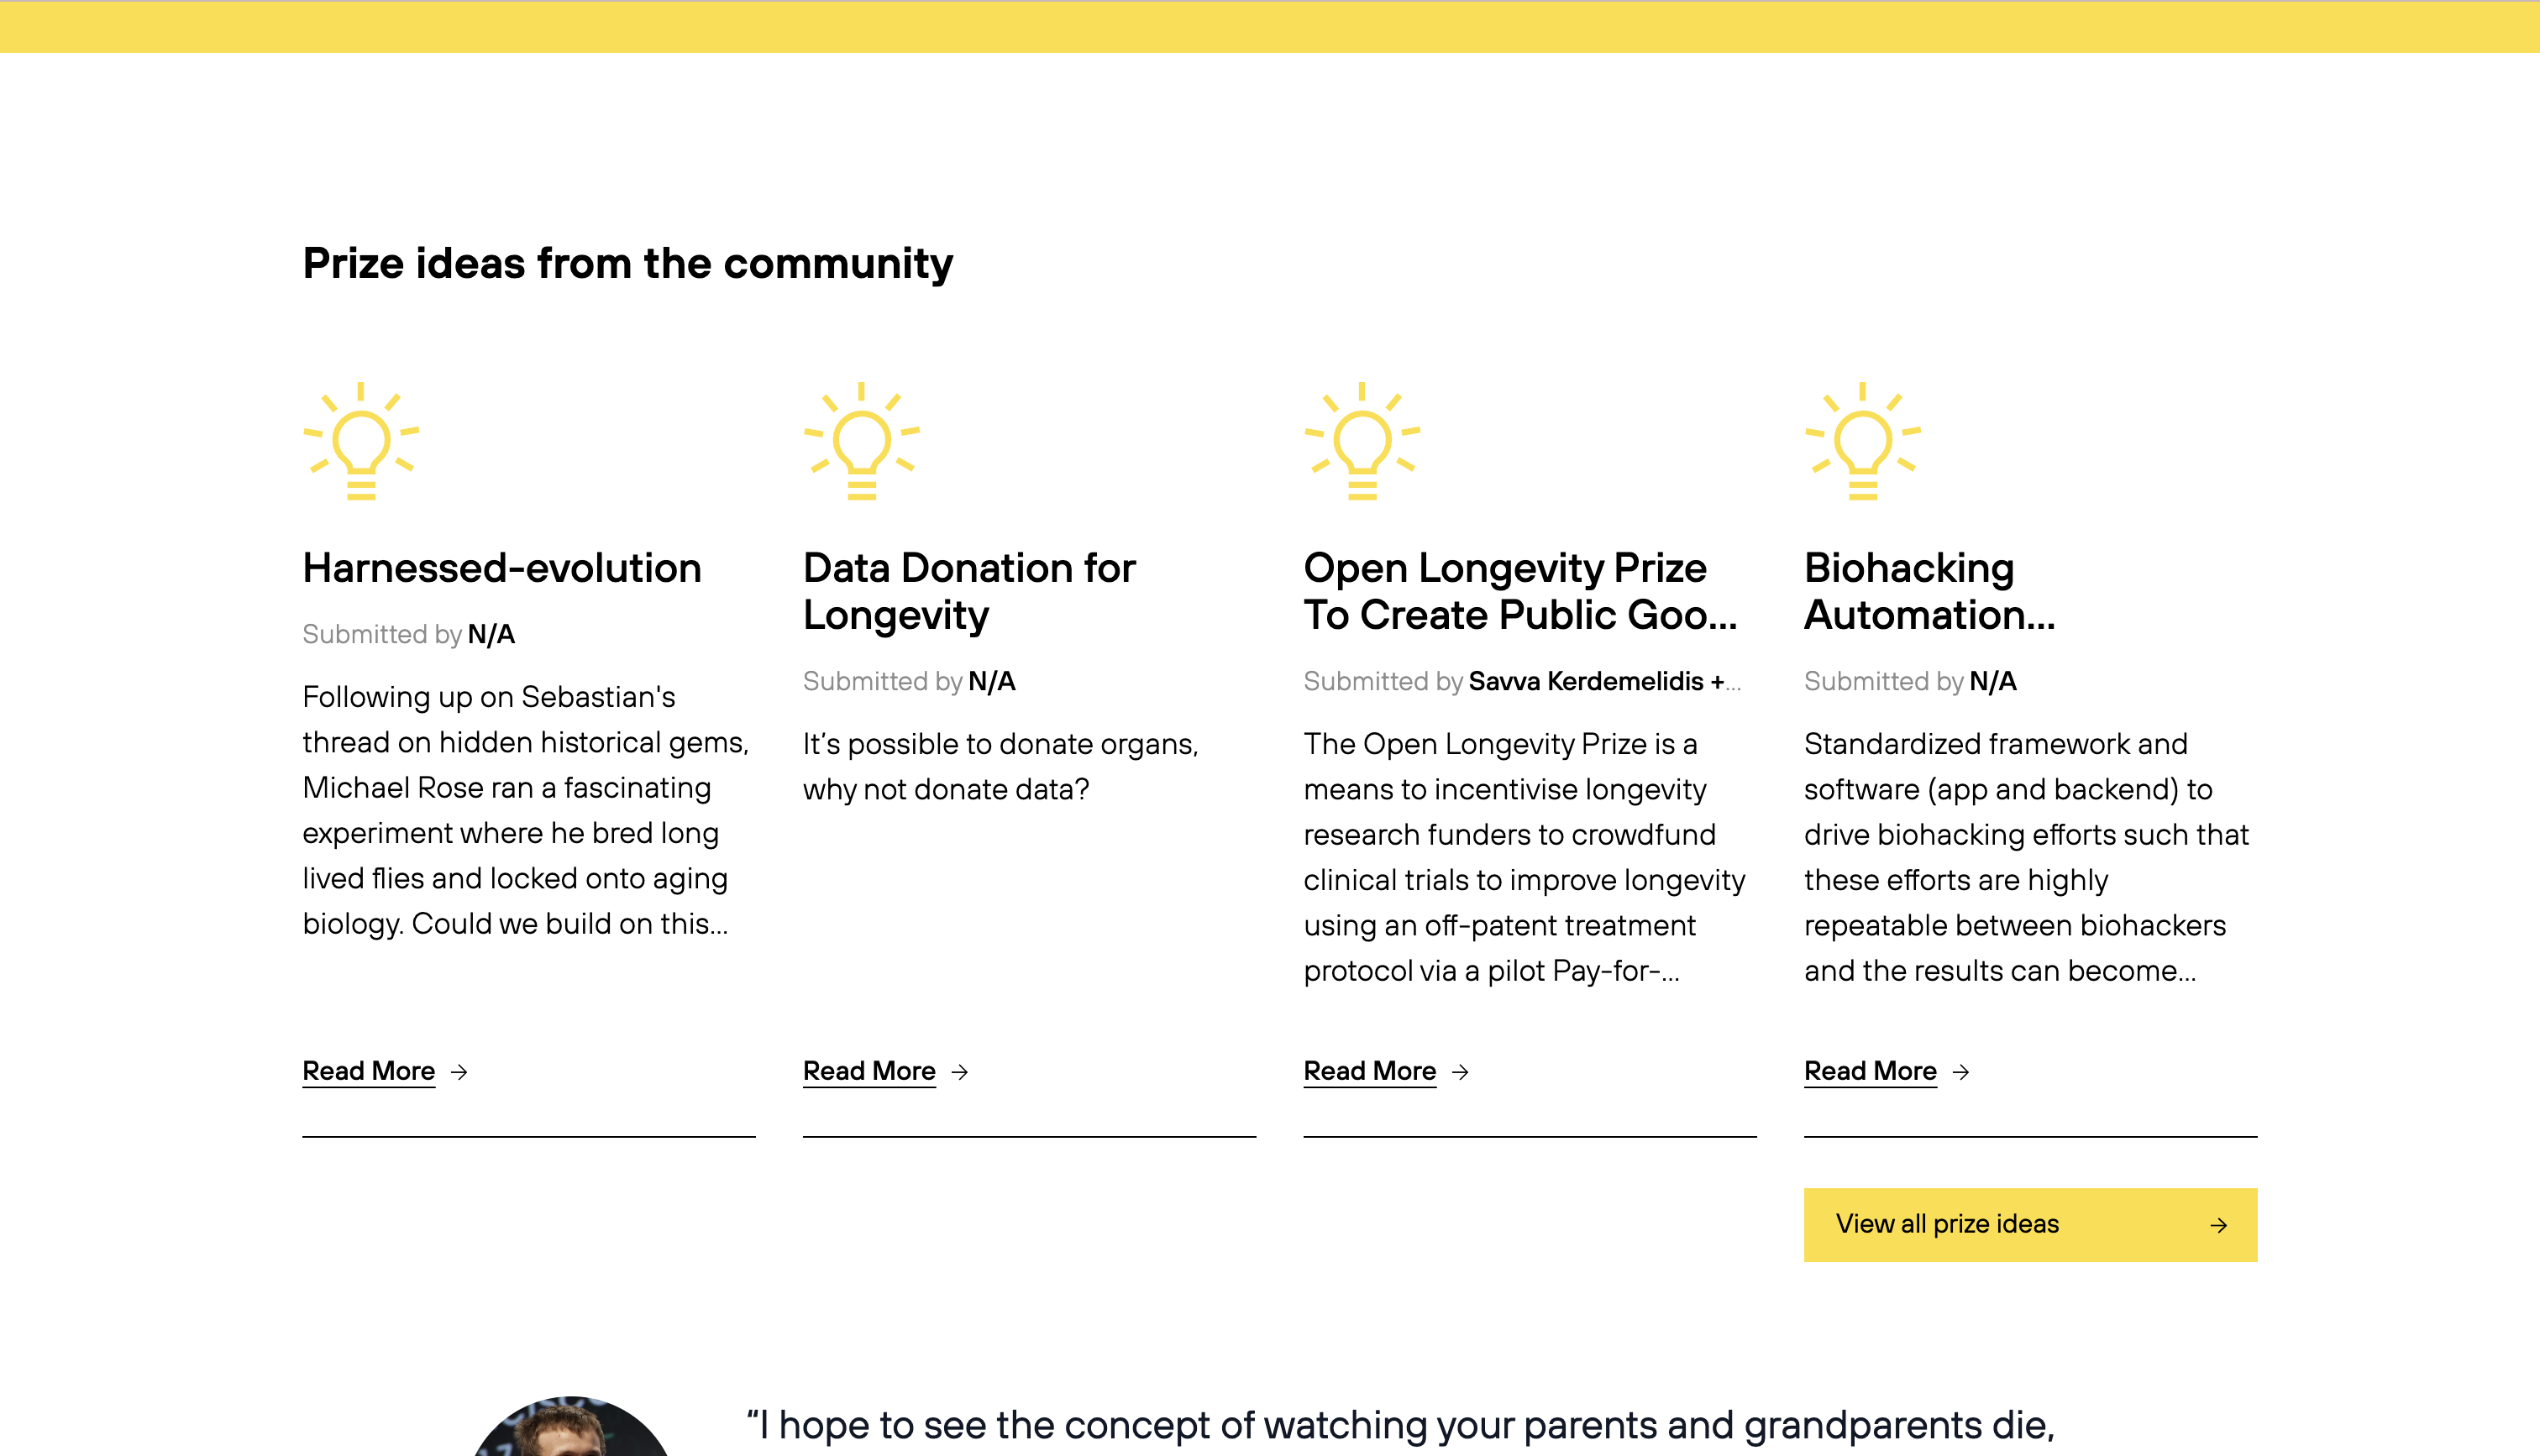 Prize ideas from the community
Harnessed-evolution
Submitted by N/A
Following up on Sebastian's
thread on hidden historical gems,
Michael Rose ran a fascinating
experiment where he bred long
lived flies and locked onto aging
biology. Could we build on this...
Read More →
Data Donation for
Longevity
Submitted by N/A
It’s possible to donate organs,
why not donate data?
Read More →
Open Longevity Prize
To Create Public Goo...
Submitted by Savva Kerdemelidis +...
The Open Longevity Prize is a
means to incentivise longevity
research funders to crowdfund
clinical trials to improve longevity
using an off-patent treatment
protocol via a pilot Pay-for-...
Read More →
Biohacking
Automation...
Submitted by N/A
Standardized framework and
software (app and backend) to
drive biohacking efforts such that
these efforts are highly
repeatable between biohackers
and the results can become...
Read More →
View all prize ideas →
“I hope to see the concept of watching your parents and grandparents die,